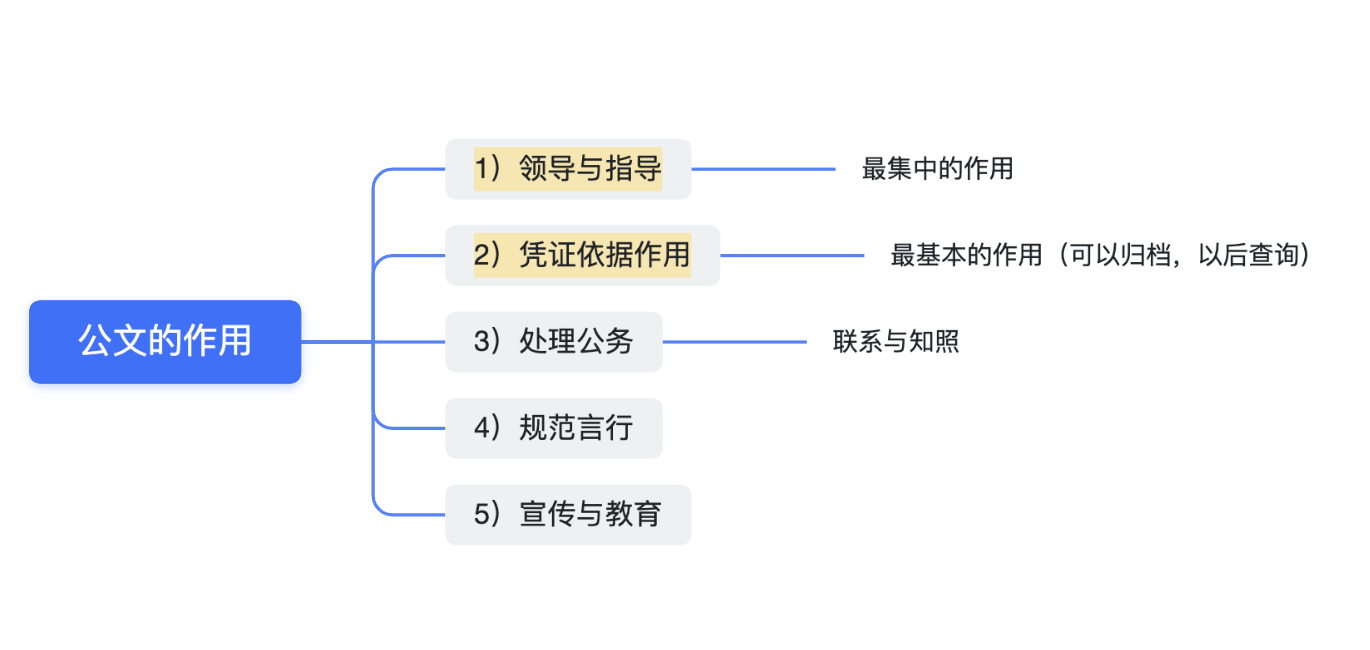 公文的作用
1）领导与指导
最集中的作用
2）凭证依据作用
最基本的作用（可以归档，以后查询）
3）处理公务
联系与知照
4）规范言行
5）宣传与教育